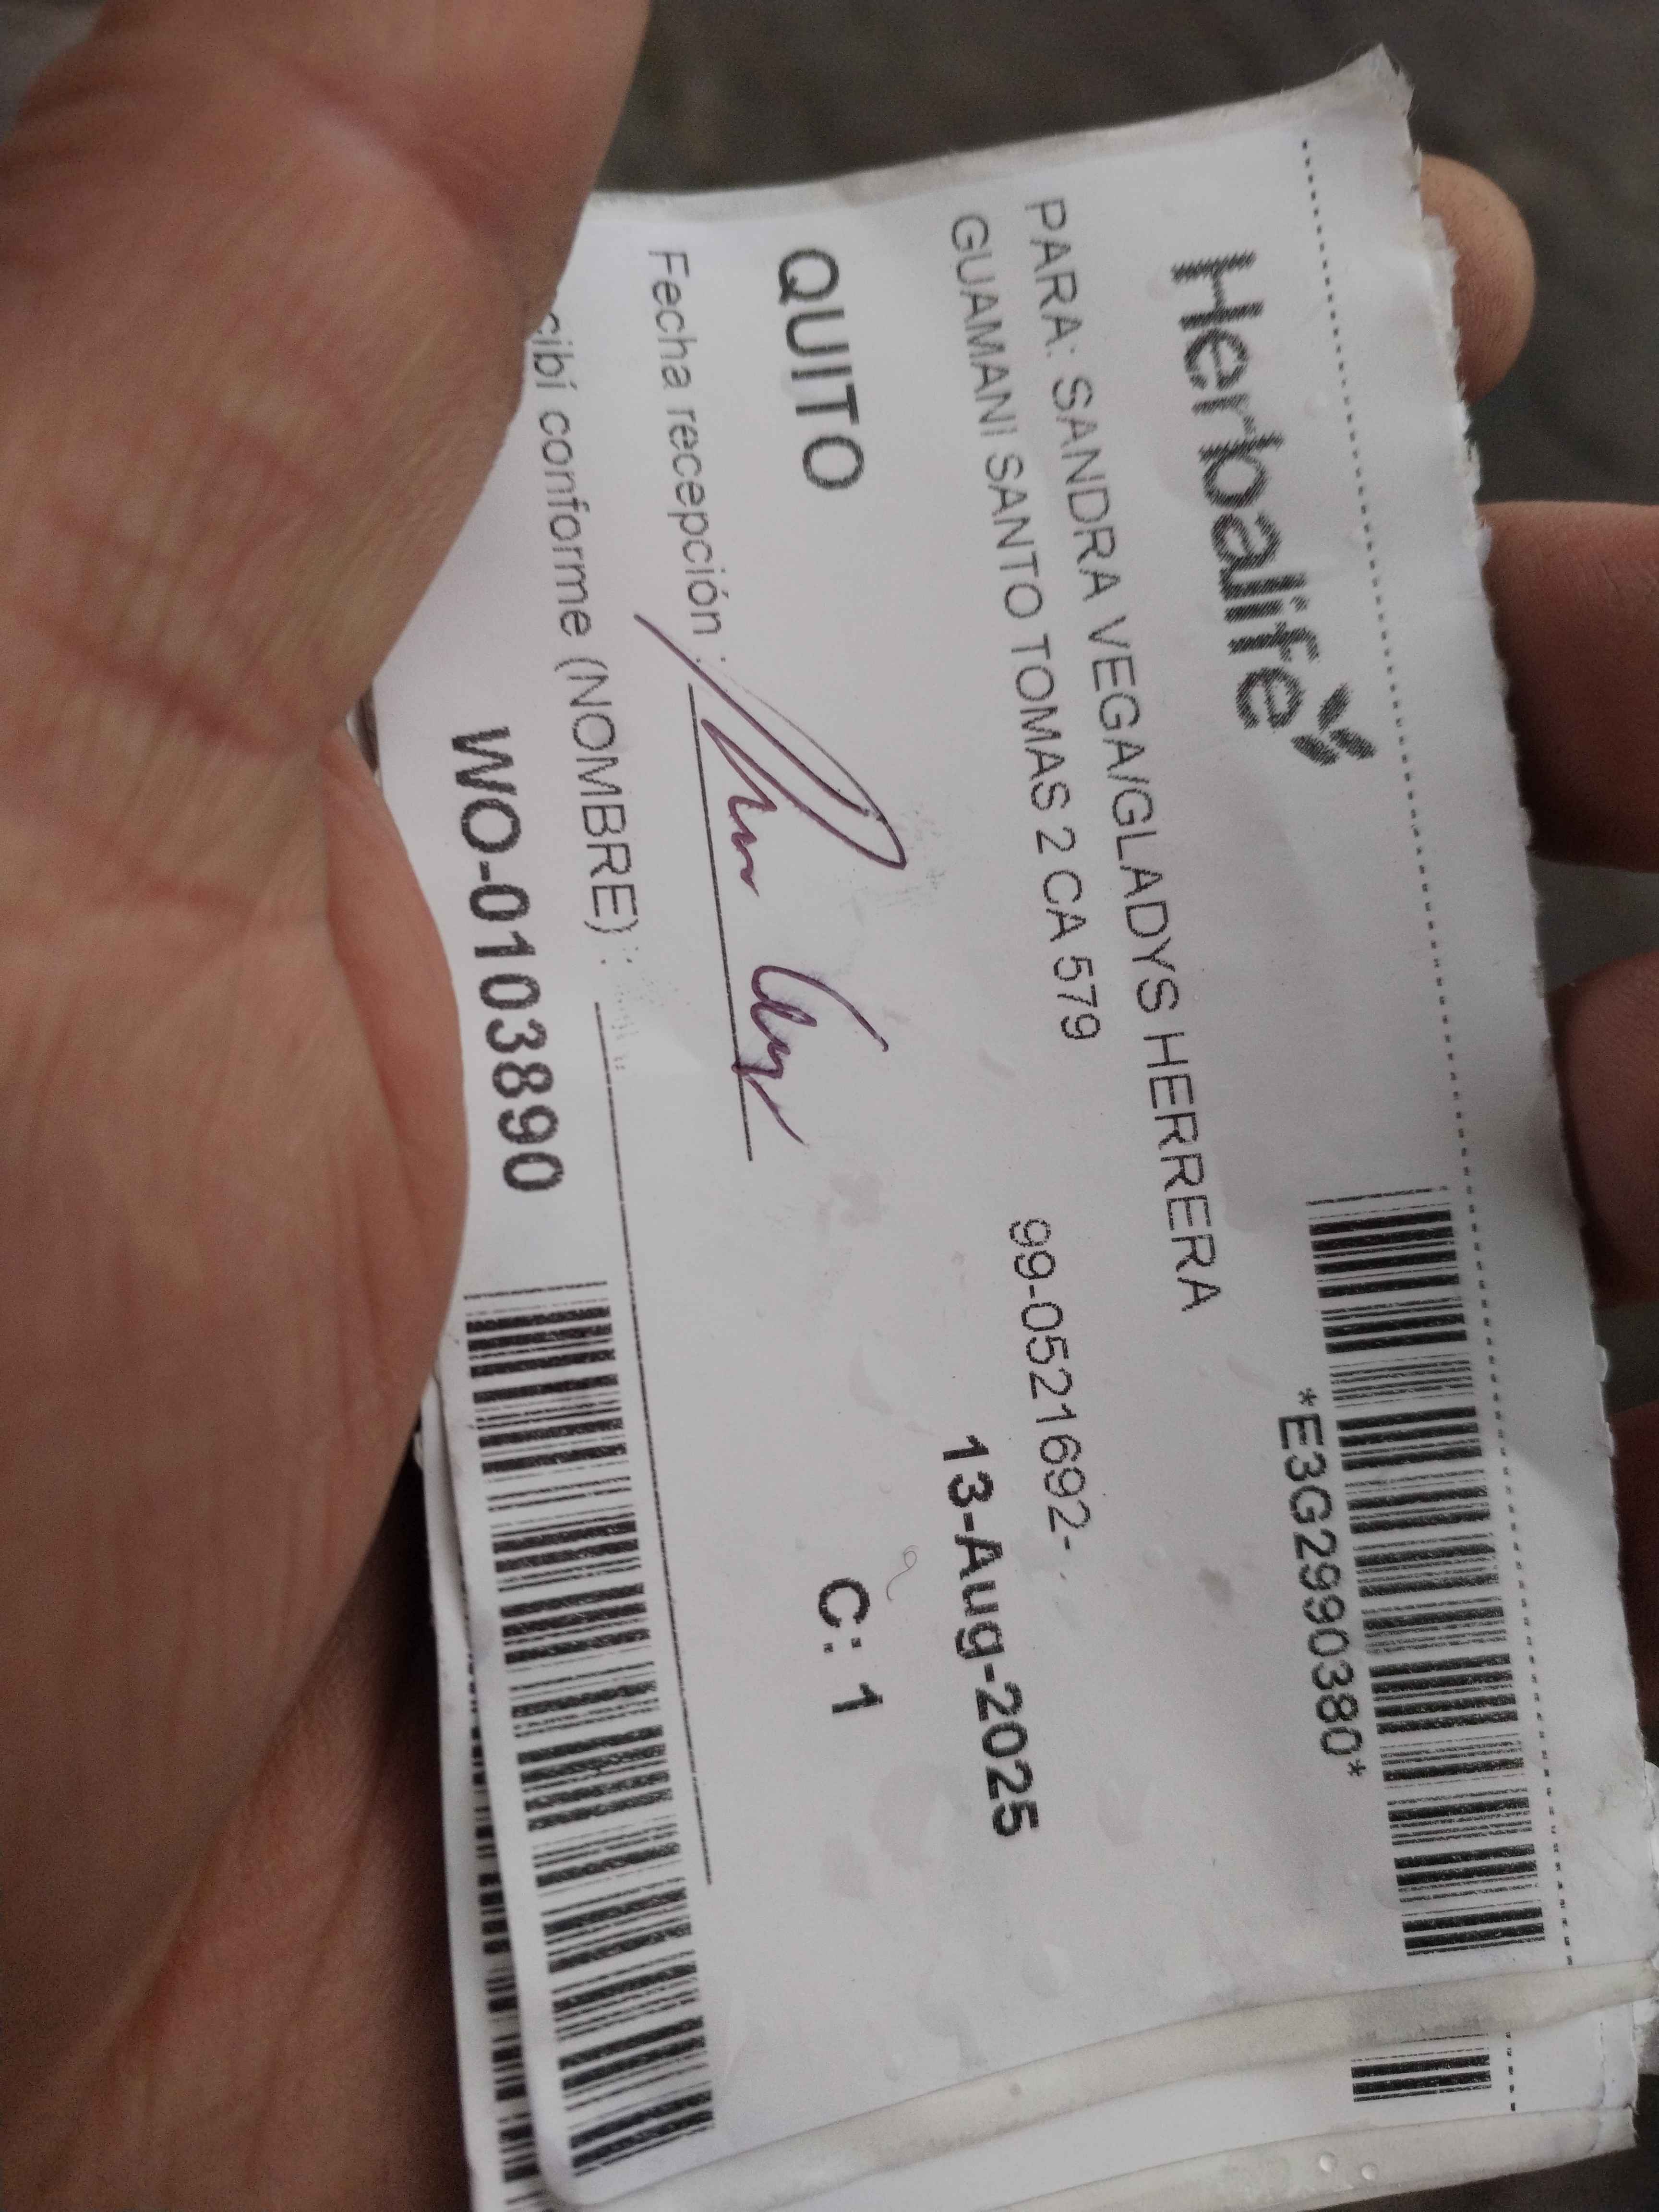 Herbalife
*E3G2990380*
PARA: SANDRA VEGA/GLADYS HERRERA
GUAMANI SANTO TOMAS 2 CA 579
99-0521692-
13-Aug-2025
QUITO
C: 1
Fecha recepción :
cibí conforme (NOMBRE) :
WO-0103890